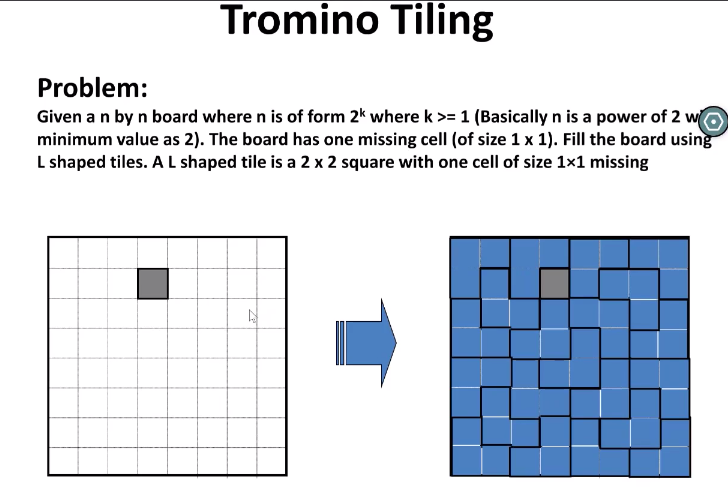 Tromino Tiling
Problem:
Given a n by n board where n is of form 2ᵏ where k >= 1 (Basically n is a power of 2
minimum value as 2). The board has one missing cell (of size 1 x 1). Fill the board using
L shaped tiles. A L shaped tile is a 2 x 2 square with one cell of size 1×1 missing